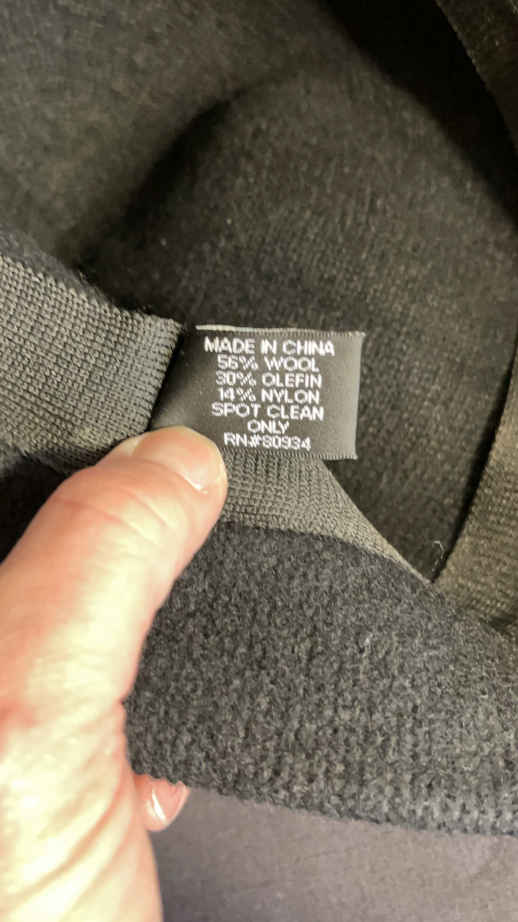 MADE IN CHINA
56% WOOL
30% OLEFIN
14% NYLON
SPOT CLEAN
ONLY
RN#80934